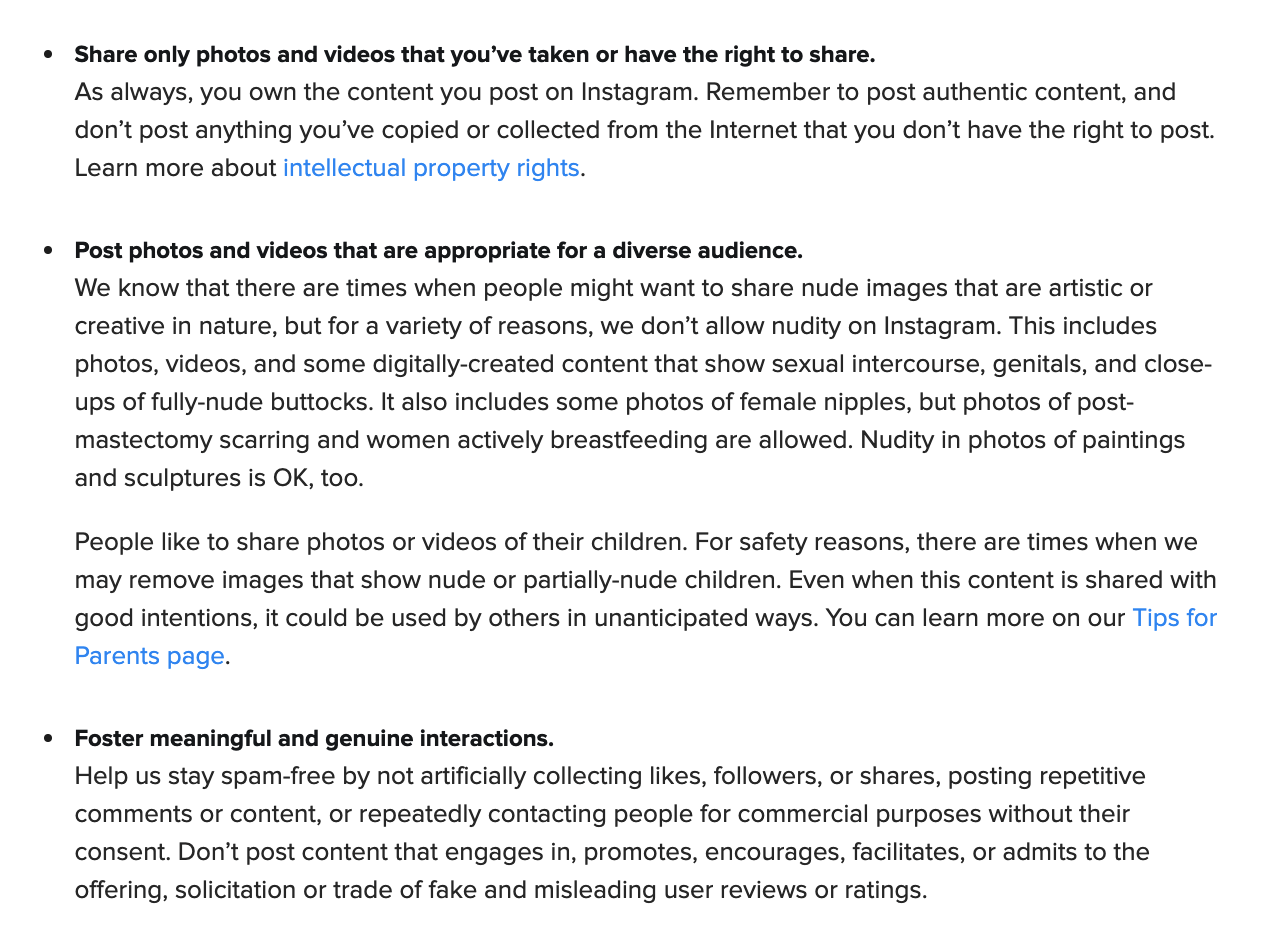 Share only photos and videos that you’ve taken or have the right to share.
As always, you own the content you post on Instagram. Remember to post authentic content, and
don’t post anything you’ve copied or collected from the Internet that you don’t have the right to post.
Learn more about intellectual property rights.
Post photos and videos that are appropriate for a diverse audience.
We know that there are times when people might want to share nude images that are artistic or
creative in nature, but for a variety of reasons, we don’t allow nudity on Instagram. This includes
photos, videos, and some digitally-created content that show sexual intercourse, genitals, and close-
ups of fully-nude buttocks. It also includes some photos of female nipples, but photos of post-
mastectomy scarring and women actively breastfeeding are allowed. Nudity in photos of paintings
and sculptures is OK, too.
People like to share photos or videos of their children. For safety reasons, there are times when we
may remove images that show nude or partially-nude children. Even when this content is shared with
good intentions, it could be used by others in unanticipated ways. You can learn more on our Tips for
Parents page.
Foster meaningful and genuine interactions.
Help us stay spam-free by not artificially collecting likes, followers, or shares, posting repetitive
comments or content, or repeatedly contacting people for commercial purposes without their
consent. Don’t post content that engages in, promotes, encourages, facilitates, or admits to the
offering, solicitation or trade of fake and misleading user reviews or ratings.